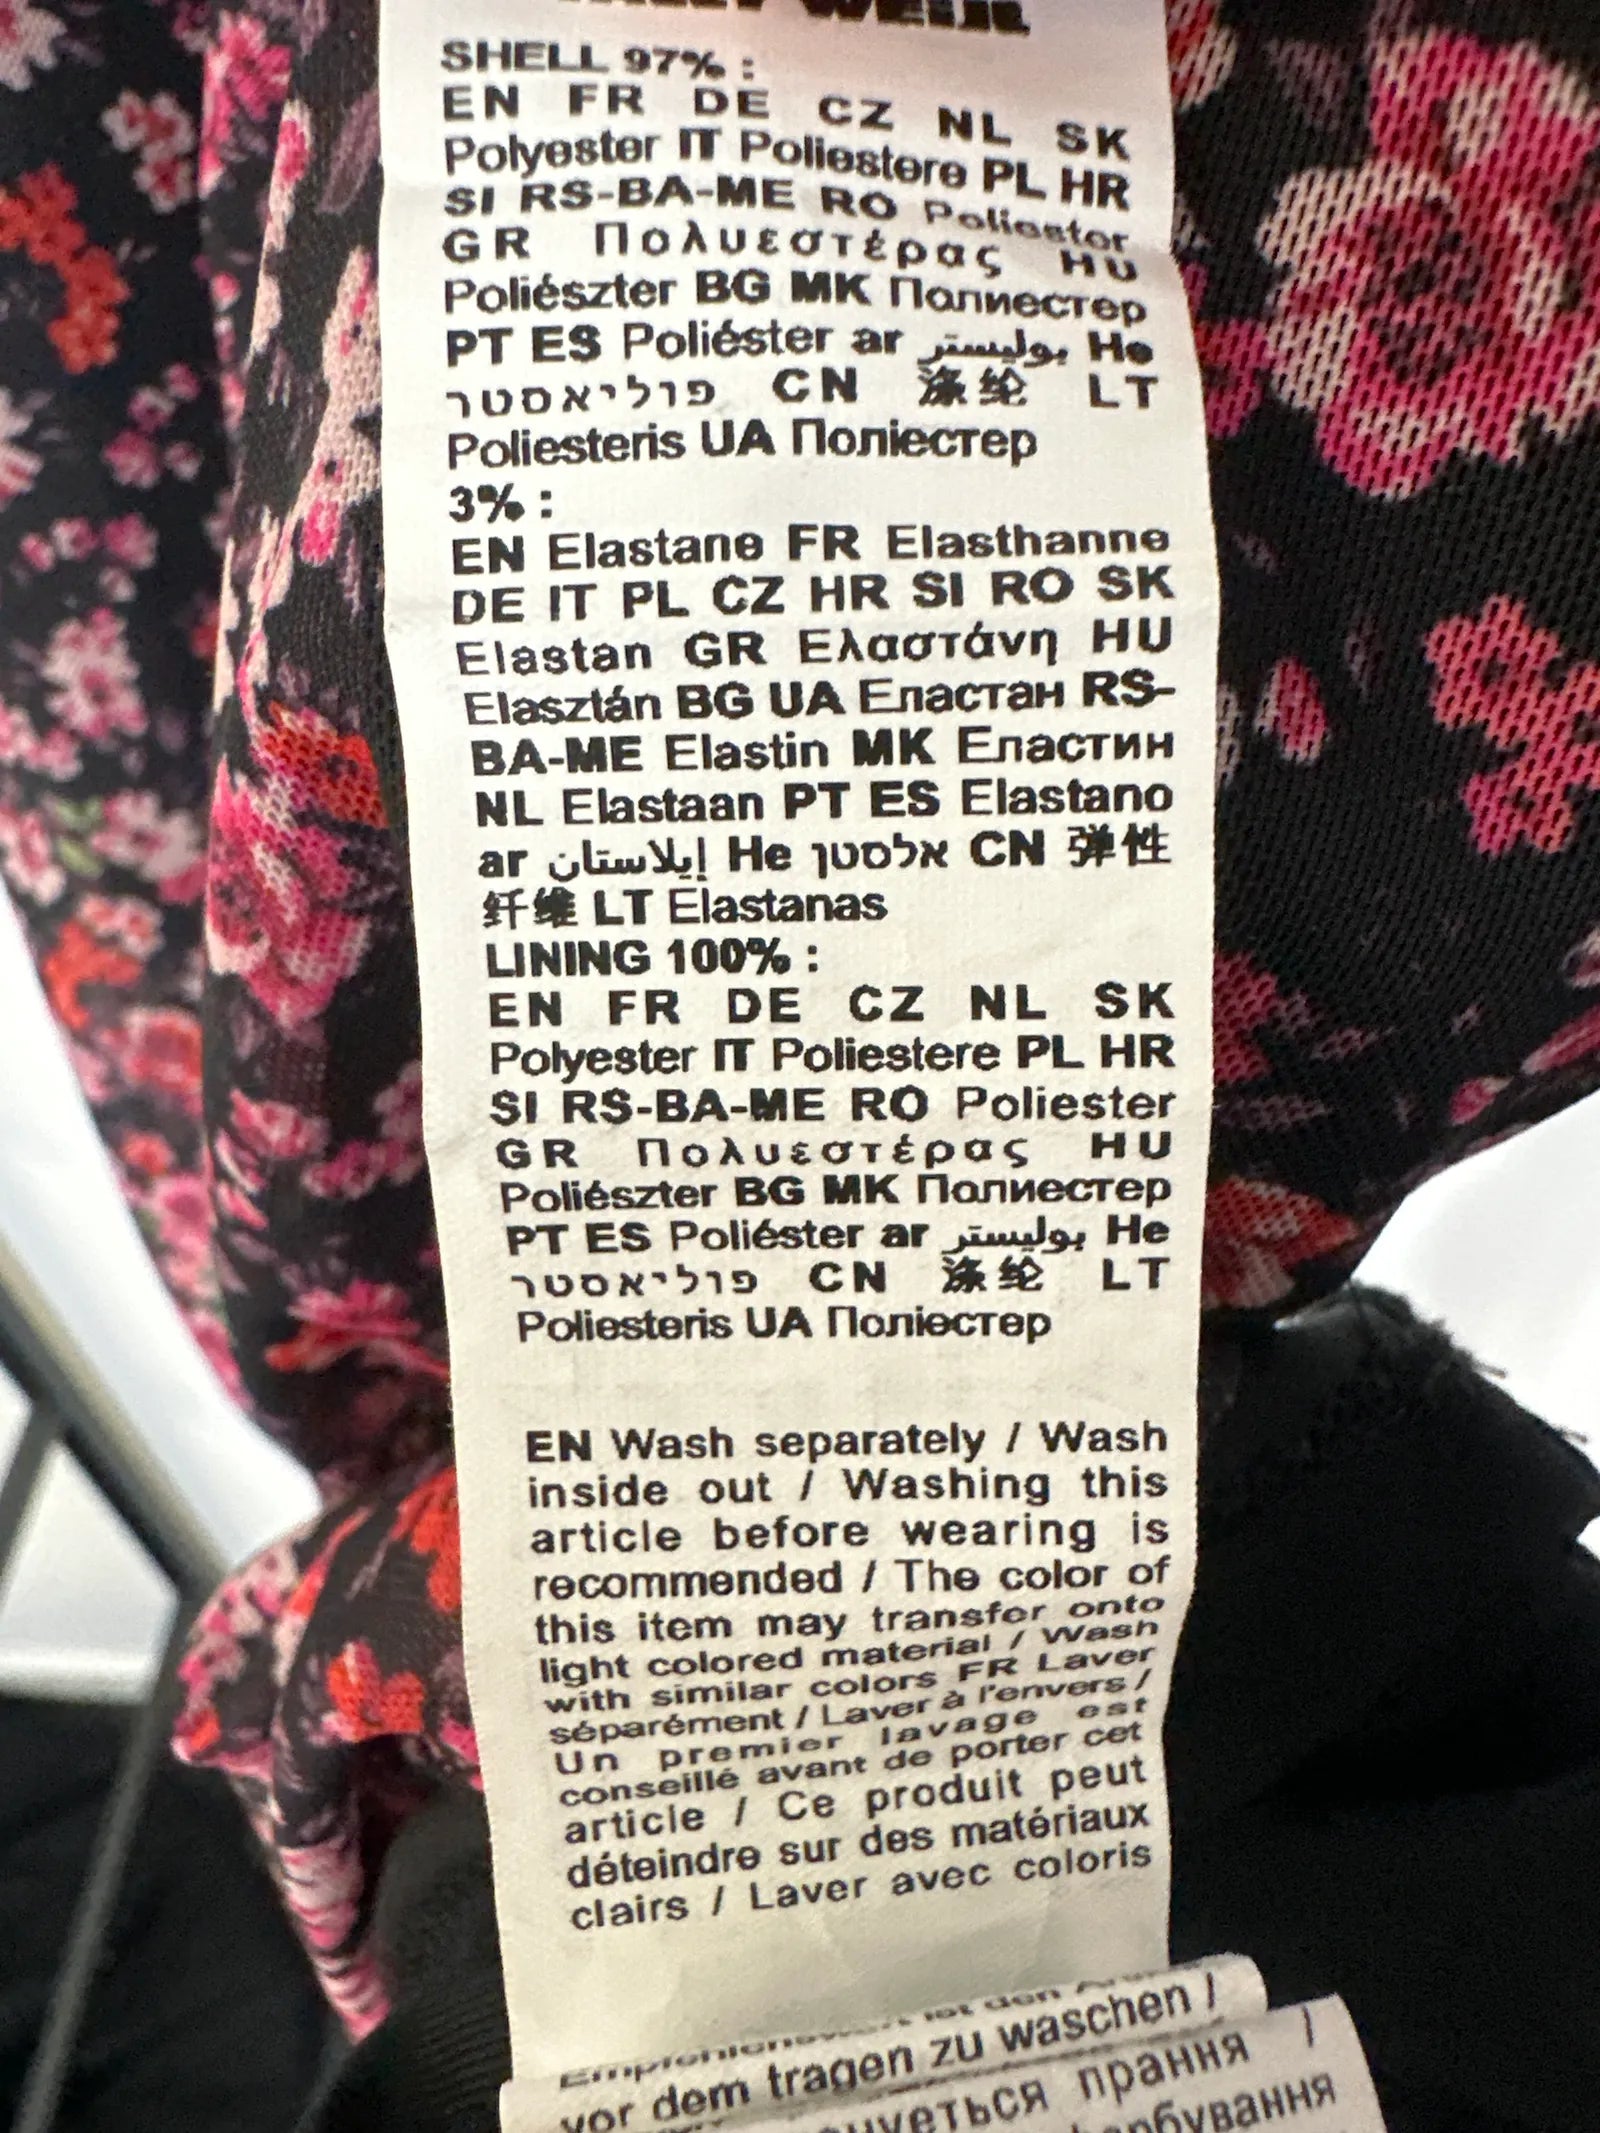 TALLY WEIJL
SHELL 97% :
EN FR DE CZ NL SK
Polyester IT Poliestere PL HR
SI RS-BA-ME RO Poliester
GR Πολυεστέρας HU
Poliészter BG MK Полиестер
PT ES Poliéster ar بوليستر He
פוליאסטר CN 涤纶 LT
Poliesteris UA Поліестер
3% :
EN Elastane FR Elasthanne
DE IT PL CZ HR SI RO SK
Elastan GR Ελαστάνη HU
Elasztán BG UA Еластан RS-
BA-ME Elastin MK Еластин
NL Elastaan PT ES Elastano
ar إيلاستان He אלסטן CN 弹性
纤维 LT Elastanas
LINING 100% :
EN FR DE CZ NL SK
Polyester IT Poliestere PL HR
SI RS-BA-ME RO Poliester
GR Πολυεστέρας HU
Poliészter BG MK Полиестер
PT ES Poliéster ar بوليستر He
פוליאסטר CN 涤纶 LT
Poliesteris UA Поліестер
EN Wash separately / Wash
inside out / Washing this
article before wearing is
recommended / The color of
this item may transfer onto
light colored material / Wash
with similar colors FR Laver
séparément / Laver à l'envers /
Un premier lavage est
conseillé avant de porter cet
article / Ce produit peut
déteindre sur des matériaux
clairs / Laver avec coloris
ist den
vor dem tragen zu waschen /
прання /